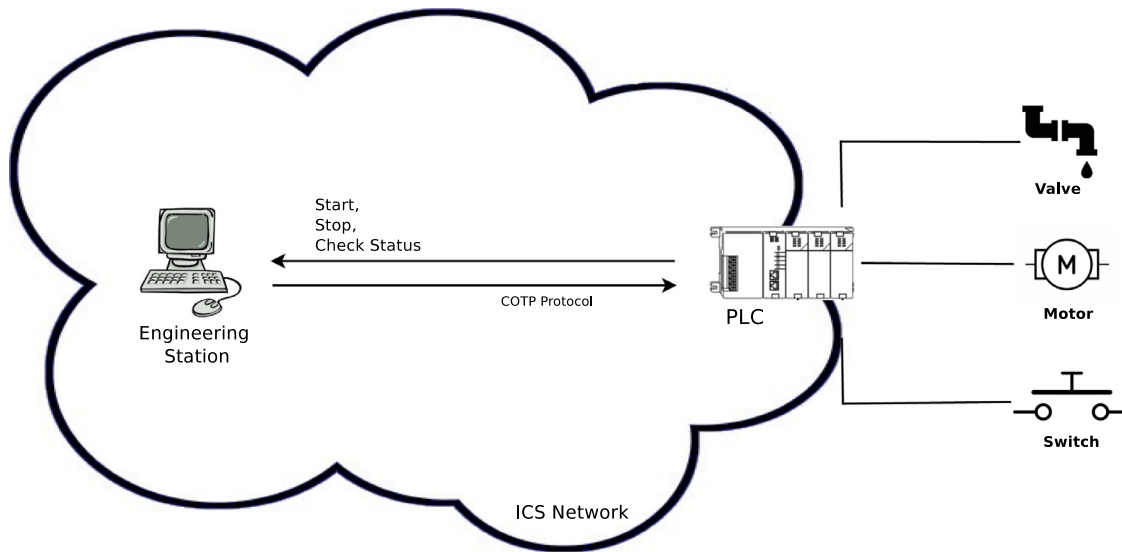 Start,
Stop,
Check Status
COTP Protocol
Engineering
Station
PLC
Valve
M
Motor
Switch
ICS Network